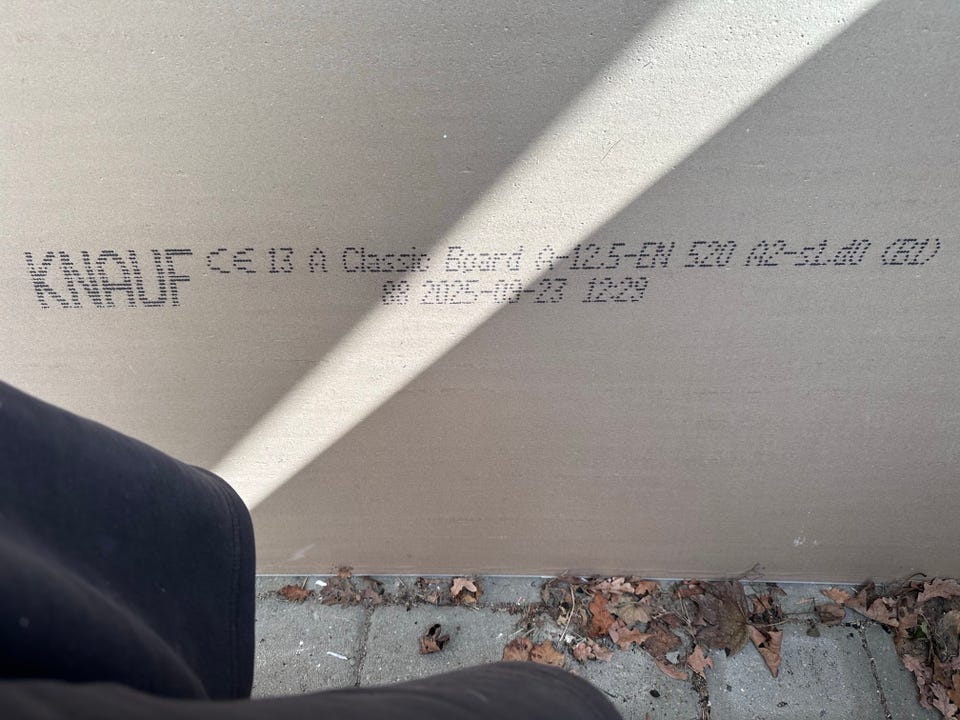 KNAUF CE 13 A Classic Board A 12.5-EN 520 A2-s1.d0 (B1)
2025-09-23 12:29